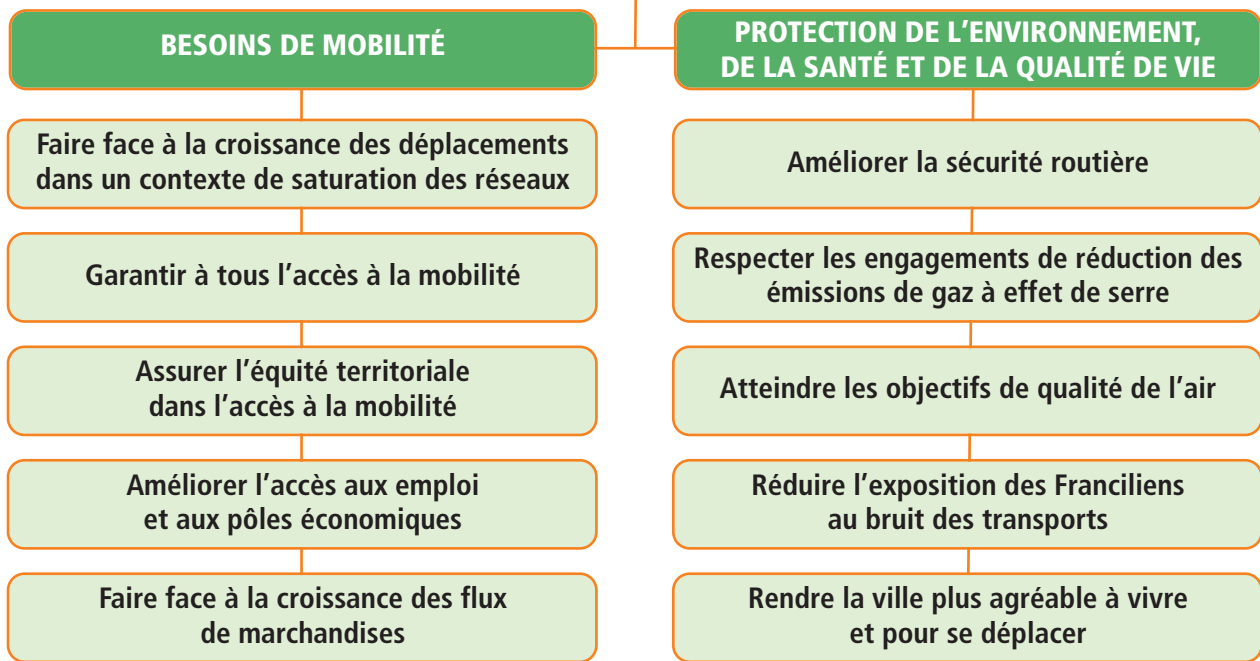 BESOINS DE MOBILITÉ
Faire face à la croissance des déplacements
dans un contexte de saturation des réseaux
Garantir à tous l’accès à la mobilité
Assurer l’équité territoriale
dans l’accès à la mobilité
Améliorer l’accès aux emploi
et aux pôles économiques
Faire face à la croissance des flux
de marchandises
PROTECTION DE L’ENVIRONNEMENT,
DE LA SANTÉ ET DE LA QUALITÉ DE VIE
Améliorer la sécurité routière
Respecter les engagements de réduction des
émissions de gaz à effet de serre
Atteindre les objectifs de qualité de l’air
Réduire l’exposition des Franciliens
au bruit des transports
Rendre la ville plus agréable à vivre
et pour se déplacer